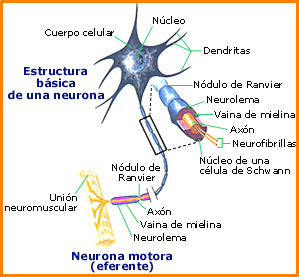 Núcleo
Cuerpo celular
Dendritas
Estructura
básica
de una neurona
Nódulo de Ranvier
Neurolema
Vaina de mielina
Axón
Neurofibrillas
Núcleo de una
célula de Schwann
Nódulo de
Ranvier
Unión
neuromuscular
Axón
Vaina de mielina
Neurolema
Neurona motora
(eferente)